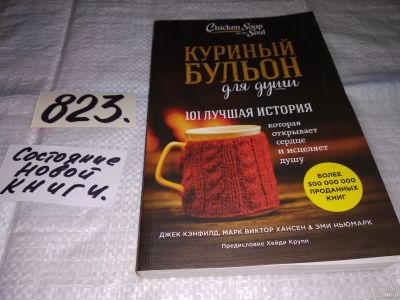 823.
Состояние
новой
книги.
Chicken Soup
for the
Soul
КУРИНЫЙ
БУЛЬОН
для души
101 ЛУЧШАЯ ИСТОРИЯ
которая
открывает
сердце
и исцеляет
душу
БОЛЕЕ
500 000 000
ПРОДАННЫХ
КНИГ
ДЖЕК КЭНФИЛД, МАРК ВИКТОР ХАНСЕН & ЭМИ НЬЮМАРК
Предисловие Хейди Крупп